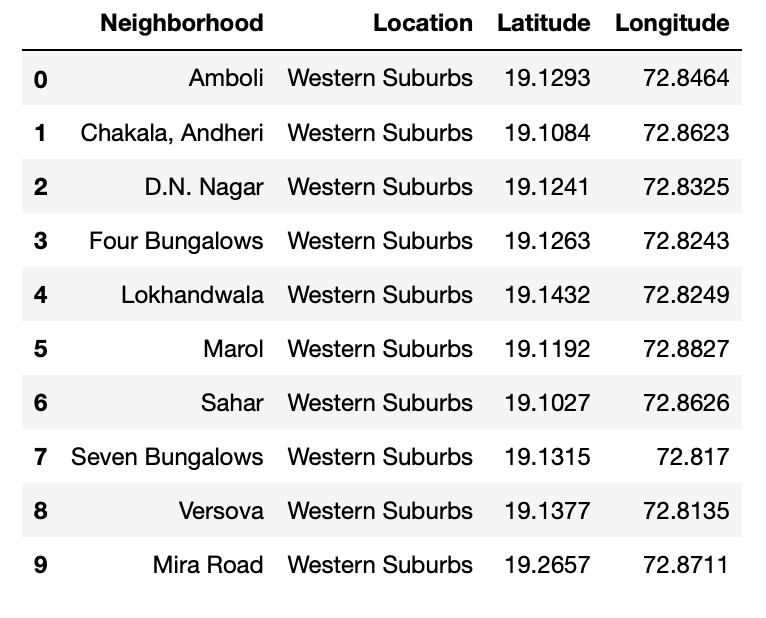 Neighborhood Location Latitude Longitude
0 Amboli Western Suburbs 19.1293 72.8464
1 Chakala, Andheri Western Suburbs 19.1084 72.8623
2 D.N. Nagar Western Suburbs 19.1241 72.8325
3 Four Bungalows Western Suburbs 19.1263 72.8243
4 Lokhandwala Western Suburbs 19.1432 72.8249
5 Marol Western Suburbs 19.1192 72.8827
6 Sahar Western Suburbs 19.1027 72.8626
7 Seven Bungalows Western Suburbs 19.1315 72.817
8 Versova Western Suburbs 19.1377 72.8135
9 Mira Road Western Suburbs 19.2657 72.8711